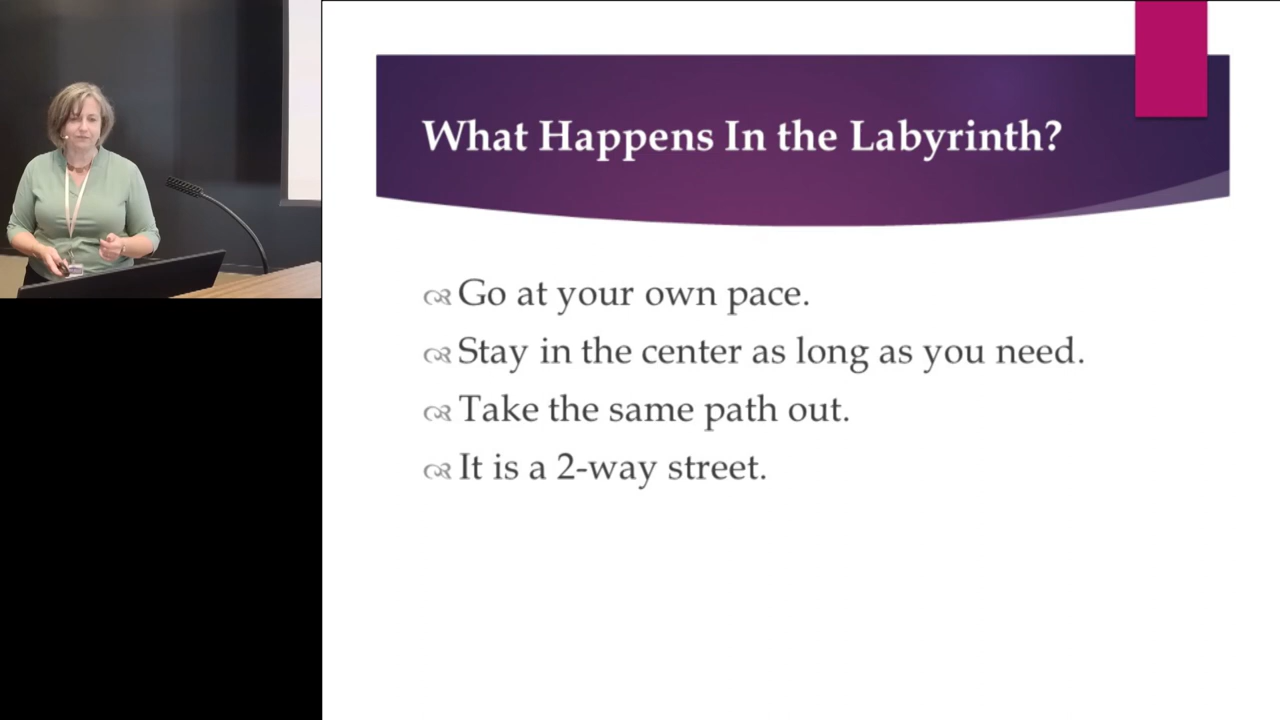 What Happens In the Labyrinth?
Go at your own pace.
Stay in the center as long as you need.
Take the same path out.
It is a 2-way street.